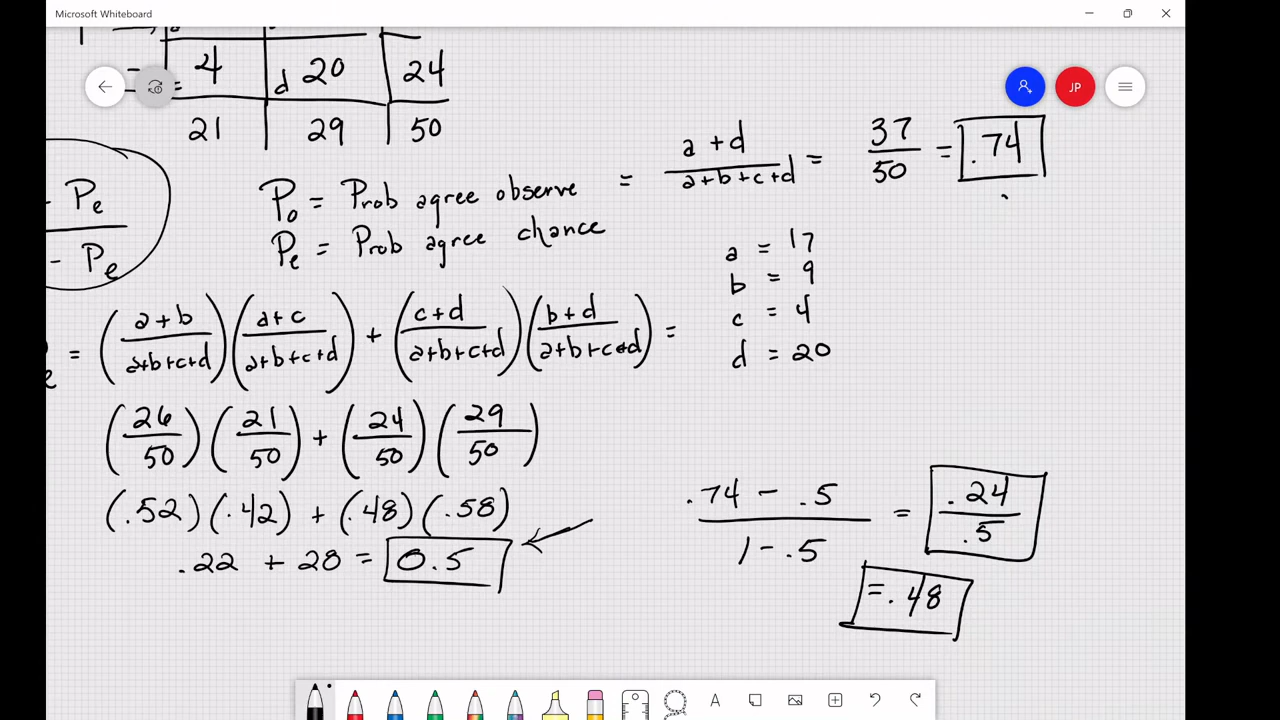 Microsoft Whiteboard
4 d 20 24
21 29 50
JP
- Pe
- Pe
Po = Prob agree observe = a + d / a+b+c+d = 37 / 50 = .74
Pe = Prob agree chance
a = 17
b = 9
c = 4
d = 20
e = (a + b / a+b+c+d) (a + c / a+b+c+d) + (c + d / a+b+c+d) (b + d / a+b+c+d) =
(26 / 50) (21 / 50) + (24 / 50) (29 / 50)
(.52) (.42) + (.48) (.58)
.22 + 28 = 0.5
.74 - .5 / 1 - .5 = .24 / .5
= .48
A